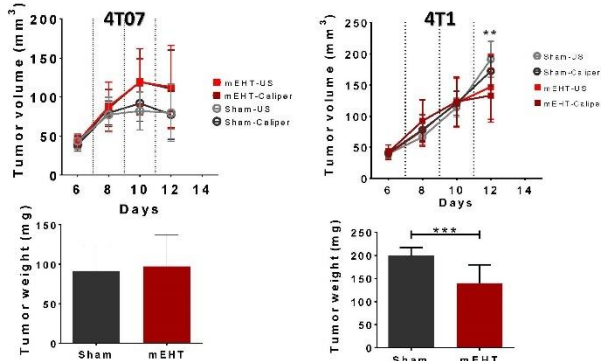 4T07
Tumor volume (mm³)
200
150
100
50
0
6 8 10 12 14
Days
mEHT-US
mEHT-Caliper
Sham-US
Sham-Caliper
4T1
**
Tumor volume (mm³)
250
200
150
100
50
0
6 8 10 12 14
Days
Sham-US
Sham-Caliper
mEHT-US
mEHT-Caliper
Tumor weight (mg)
150
100
50
0
Sham mEHT
***
Tumor weight (mg)
250
200
150
100
50
0
Sham mEHT